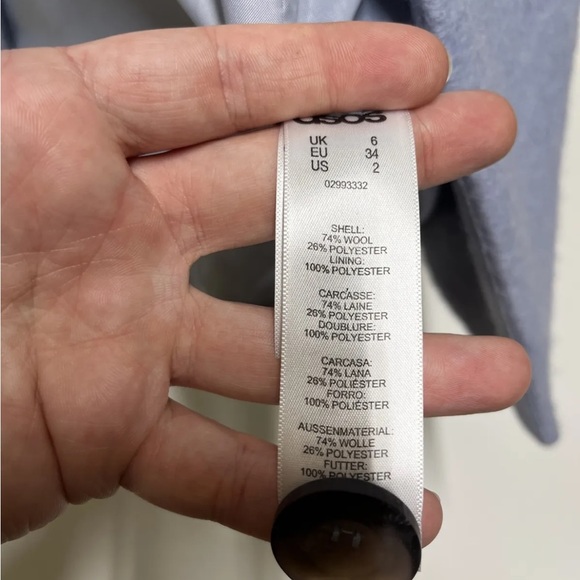 asos
UK 6
EU 34
US 2
02993332
SHELL:
74% WOOL
26% POLYESTER
LINING:
100% POLYESTER
CARCASSE:
74% LAINE
26% POLYESTER
DOUBLURE:
100% POLYESTER
CARCASA:
74% LANA
26% POLIÉSTER
FORRO:
100% POLIÉSTER
AUSSENMATERIAL:
74% WOLLE
26% POLYESTER
FUTTER:
100% POLYESTER